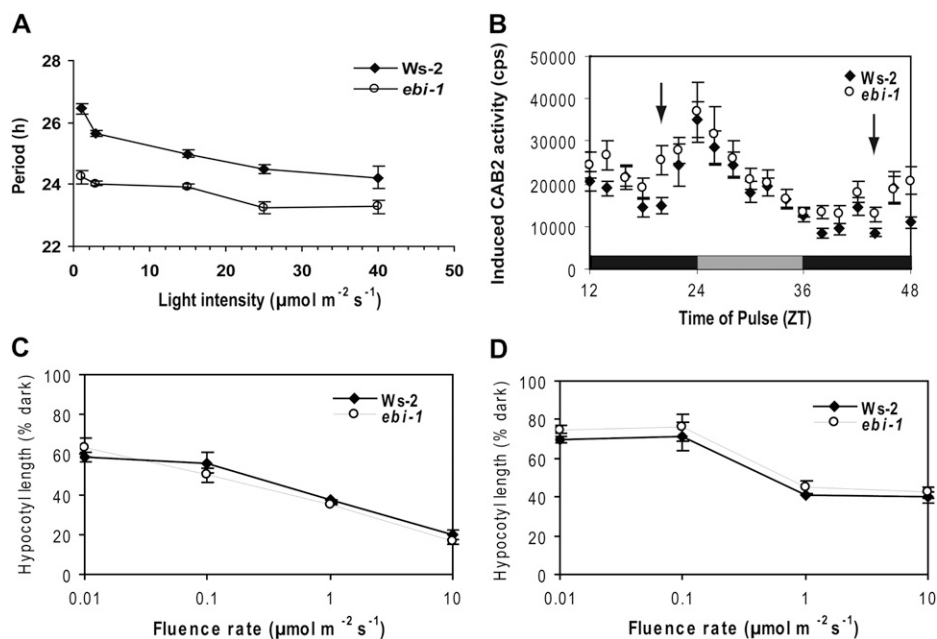 A
28
26
24
22
Period (h)
Ws-2
ebi-1
0 10 20 30 40 50
Light intensity (µmol m⁻² s⁻¹)
B
50000
40000
30000
20000
10000
0
Induced CAB2 activity (cps)
Ws-2
ebi-1
12 24 36 48
Time of Pulse (ZT)
C
100
80
60
40
20
0
Hypocotyl length (% dark)
Ws-2
ebi-1
0.01 0.1 1 10
Fluence rate (µmol m⁻² s⁻¹)
D
100
80
60
40
20
0
Hypocotyl length (% dark)
Ws-2
ebi-1
0.01 0.1 1 10
Fluence rate (µmol m⁻² s⁻¹)